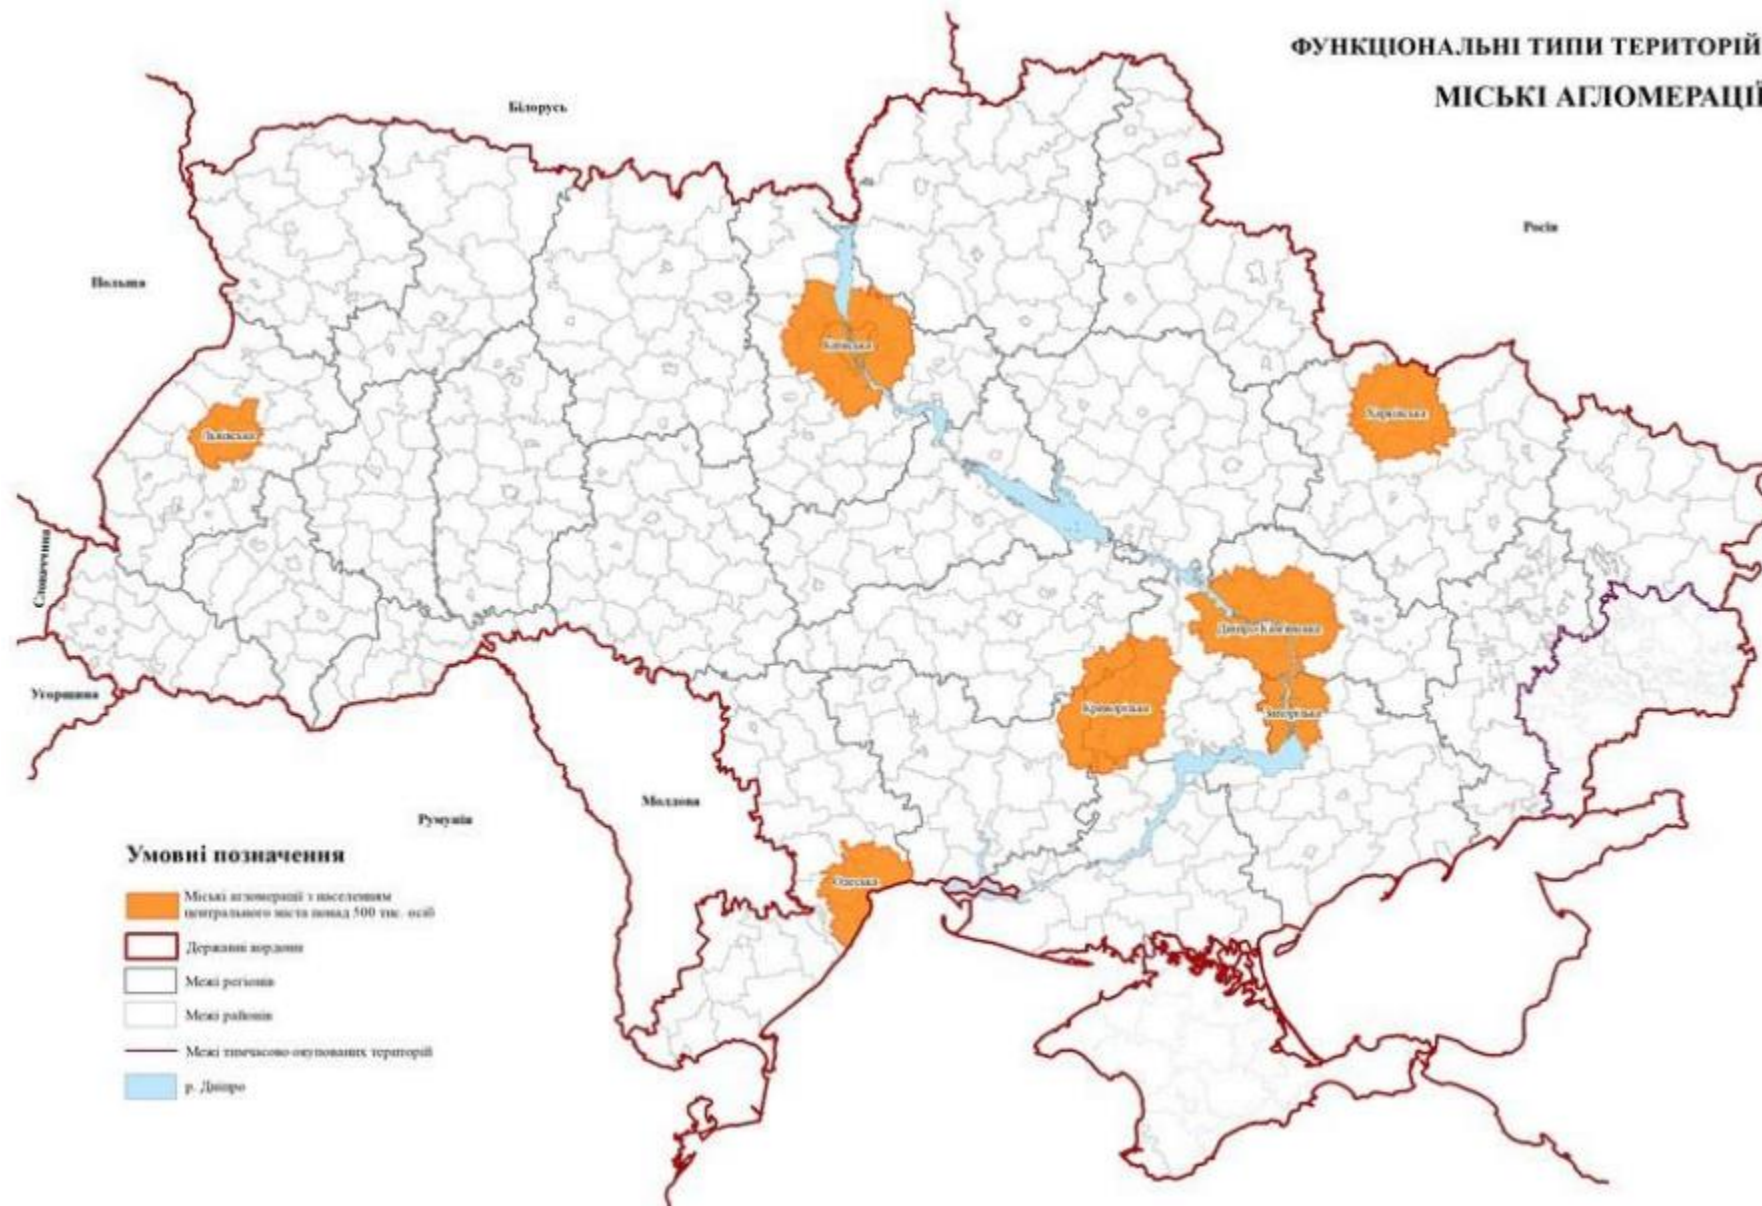 ФУНКЦІОНАЛЬНІ ТИПИ ТЕРИТОРІЙ
МІСЬКІ АГЛОМЕРАЦІЇ
Білорусь
Росія
Польща
Київська
Харківська
Львівська
Словаччина
Дніпро-Кам'янська
Угорщина
Криворізька
Запорізька
Молдова
Румунія
Одеська
Умовні позначення
Міські агломерації з населенням
центрального міста понад 500 тис. осіб
Державні кордони
Межі регіонів
Межі районів
Межі тимчасово окупованих територій
р. Дніпро